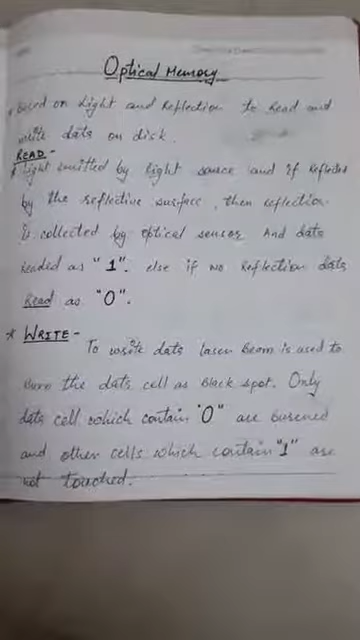 Optical Memory
* Based on Light and Reflection to Read and
write data on disk.
READ -
* Light emitted by light source and if Reflected
by the reflective surface, then reflection
is collected by optical sensor And data
Readed as "1". else if no Reflection data
Read as "0".
* WRITE -
To write data laser beam is used to
burn the data cell as black spot. Only
data cell which contain "0" are burened
and other cells which contain "1" are
not touched.